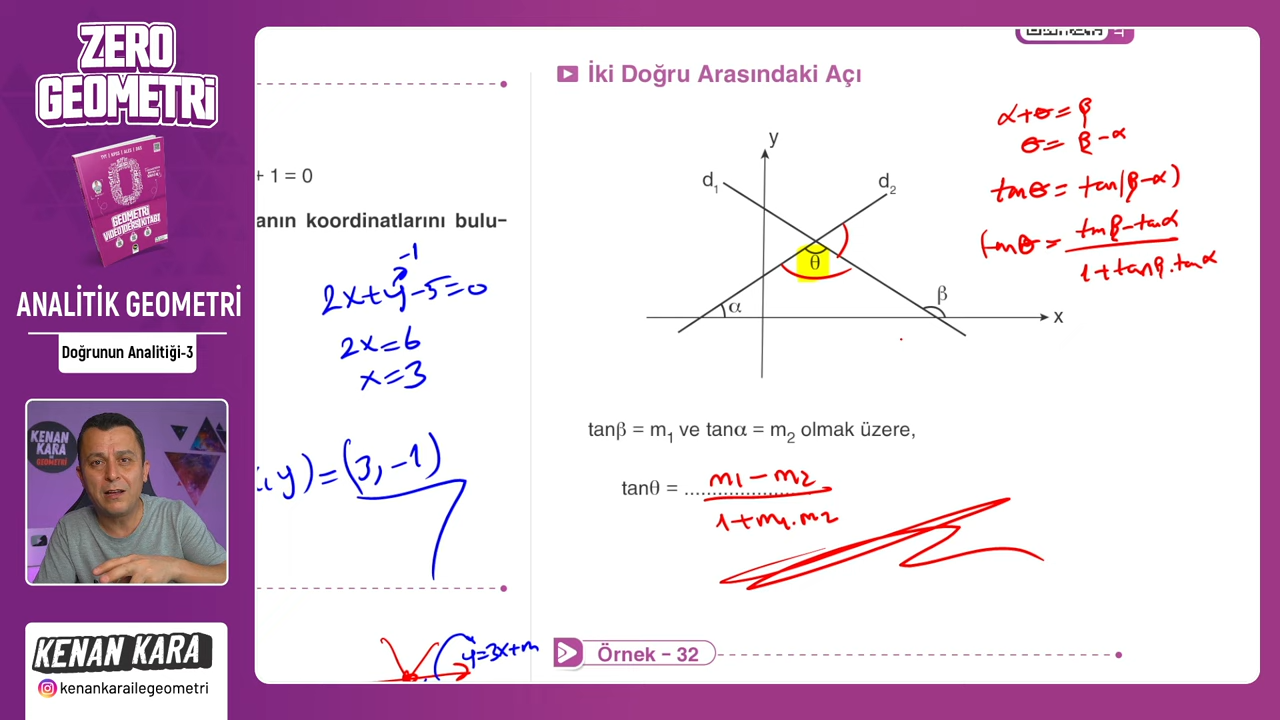 ZERO
GEOMETRİ
GEOMETRİ
VİDEO DERS KİTABI
ANALİTİK GEOMETRİ
Doğrunun Analitiği-3
KENAN
KARA
GEOMETRİ
KENAN KARA
kenankarailegeometri
+ 1 = 0
anın koordinatlarını bulu-
-1
2x+y-5=0
2x=6
x=3
y)=(3,-1)
y=3x+m
İki Doğru Arasındaki Açı
y
d1
d2
θ
α
β
x
α+θ=β
θ=β-α
tanθ=tan(β-α)
tanθ=
tanβ-tanα
1+tanβ.tanα
tanβ = m1 ve tanα = m2 olmak üzere,
tanθ = ......................
m1-m2
1+m1.m2
Örnek - 32